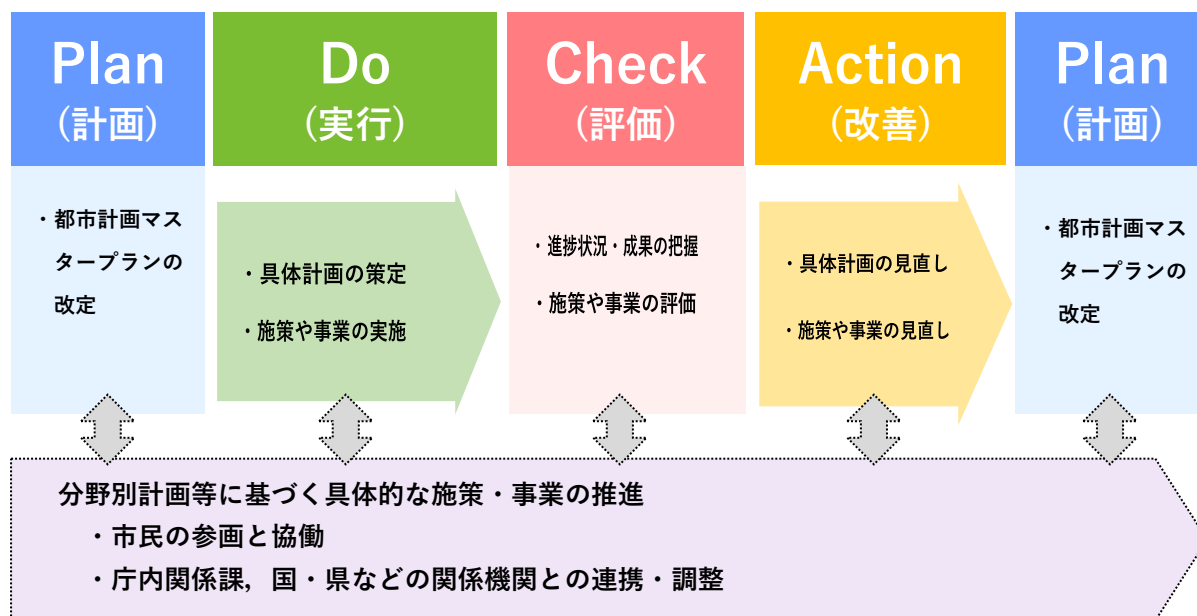 Plan
(計画)
Do
(実行)
Check
(評価)
Action
(改善)
Plan
(計画)
・都市計画マス
タープランの
改定
・具体計画の策定
・施策や事業の実施
・進捗状況・成果の把握
・施策や事業の評価
・具体計画の見直し
・施策や事業の見直し
・都市計画マス
タープランの
改定
分野別計画等に基づく具体的な施策・事業の推進
・市民の参画と協働
・庁内関係課，国・県などの関係機関との連携・調整